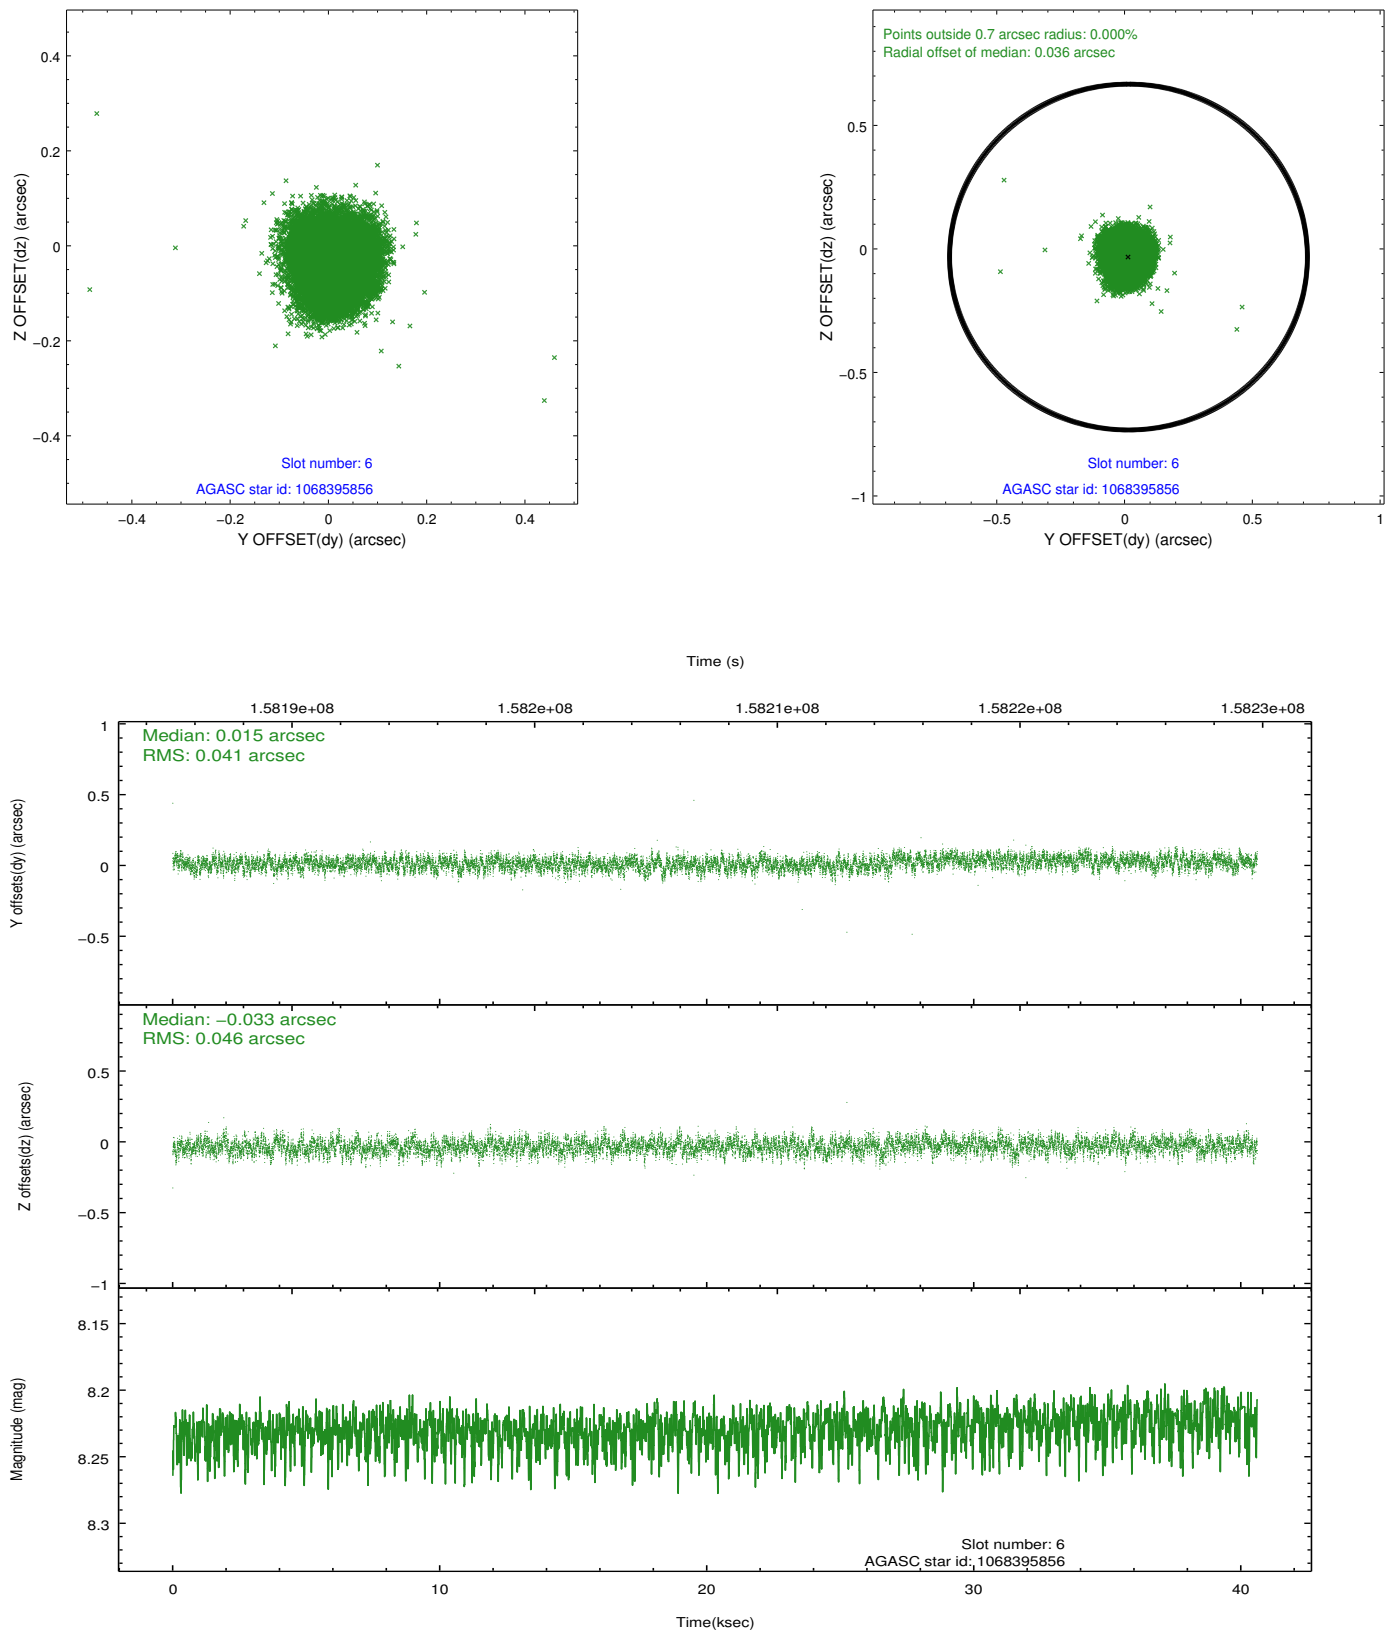 0.4
0.2
0
−0.2
−0.4
Z OFFSET(dz) (arcsec)
Slot number: 6
AGASC star id: 1068395856
−0.4 −0.2 0 0.2 0.4
Y OFFSET(dy) (arcsec)
Points outside 0.7 arcsec radius: 0.000%
Radial offset of median: 0.036 arcsec
0.5
0
−0.5
−1
Z OFFSET(dz) (arcsec)
Slot number: 6
AGASC star id: 1068395856
−0.5 0 0.5 1
Y OFFSET(dy) (arcsec)
Time (s)
1.5819e+08 1.582e+08 1.5821e+08 1.5822e+08 1.5823e+08
Median: 0.015 arcsec
RMS: 0.041 arcsec
1
0.5
0
−0.5
Y offsets(dy) (arcsec)
Median: −0.033 arcsec
RMS: 0.046 arcsec
0.5
0
−0.5
−1
Z offsets(dz) (arcsec)
8.15
8.2
8.25
8.3
Magnitude (mag)
Slot number: 6
AGASC star id: 1068395856
0 10 20 30 40
Time(ksec)